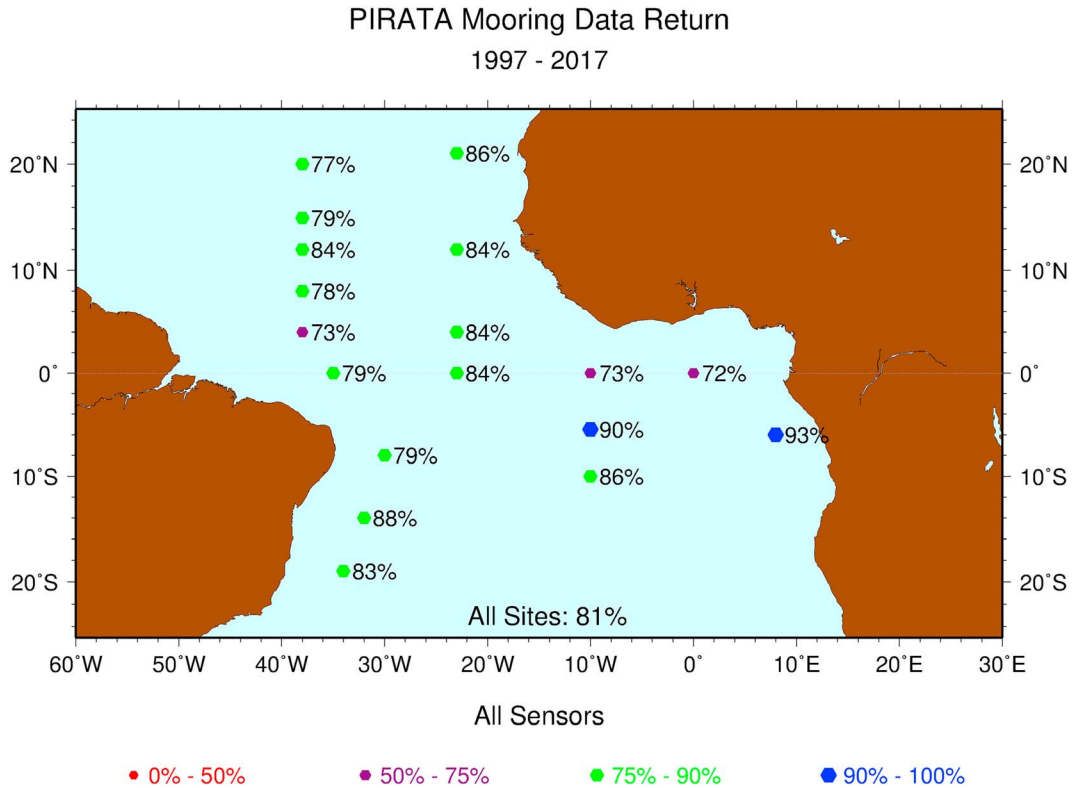 PIRATA Mooring Data Return
1997 - 2017
77% 86%
20˚N 20˚N
79%
84% 84%
10˚N 10˚N
78%
73% 84%
0˚ 79% 84% 73% 72% 0˚
90% 93%
79%
10˚S 86% 10˚S
88%
83%
20˚S 20˚S
All Sites: 81%
60˚W 50˚W 40˚W 30˚W 20˚W 10˚W 0˚ 10˚E 20˚E 30˚E
All Sensors
0% - 50% 50% - 75% 75% - 90% 90% - 100%